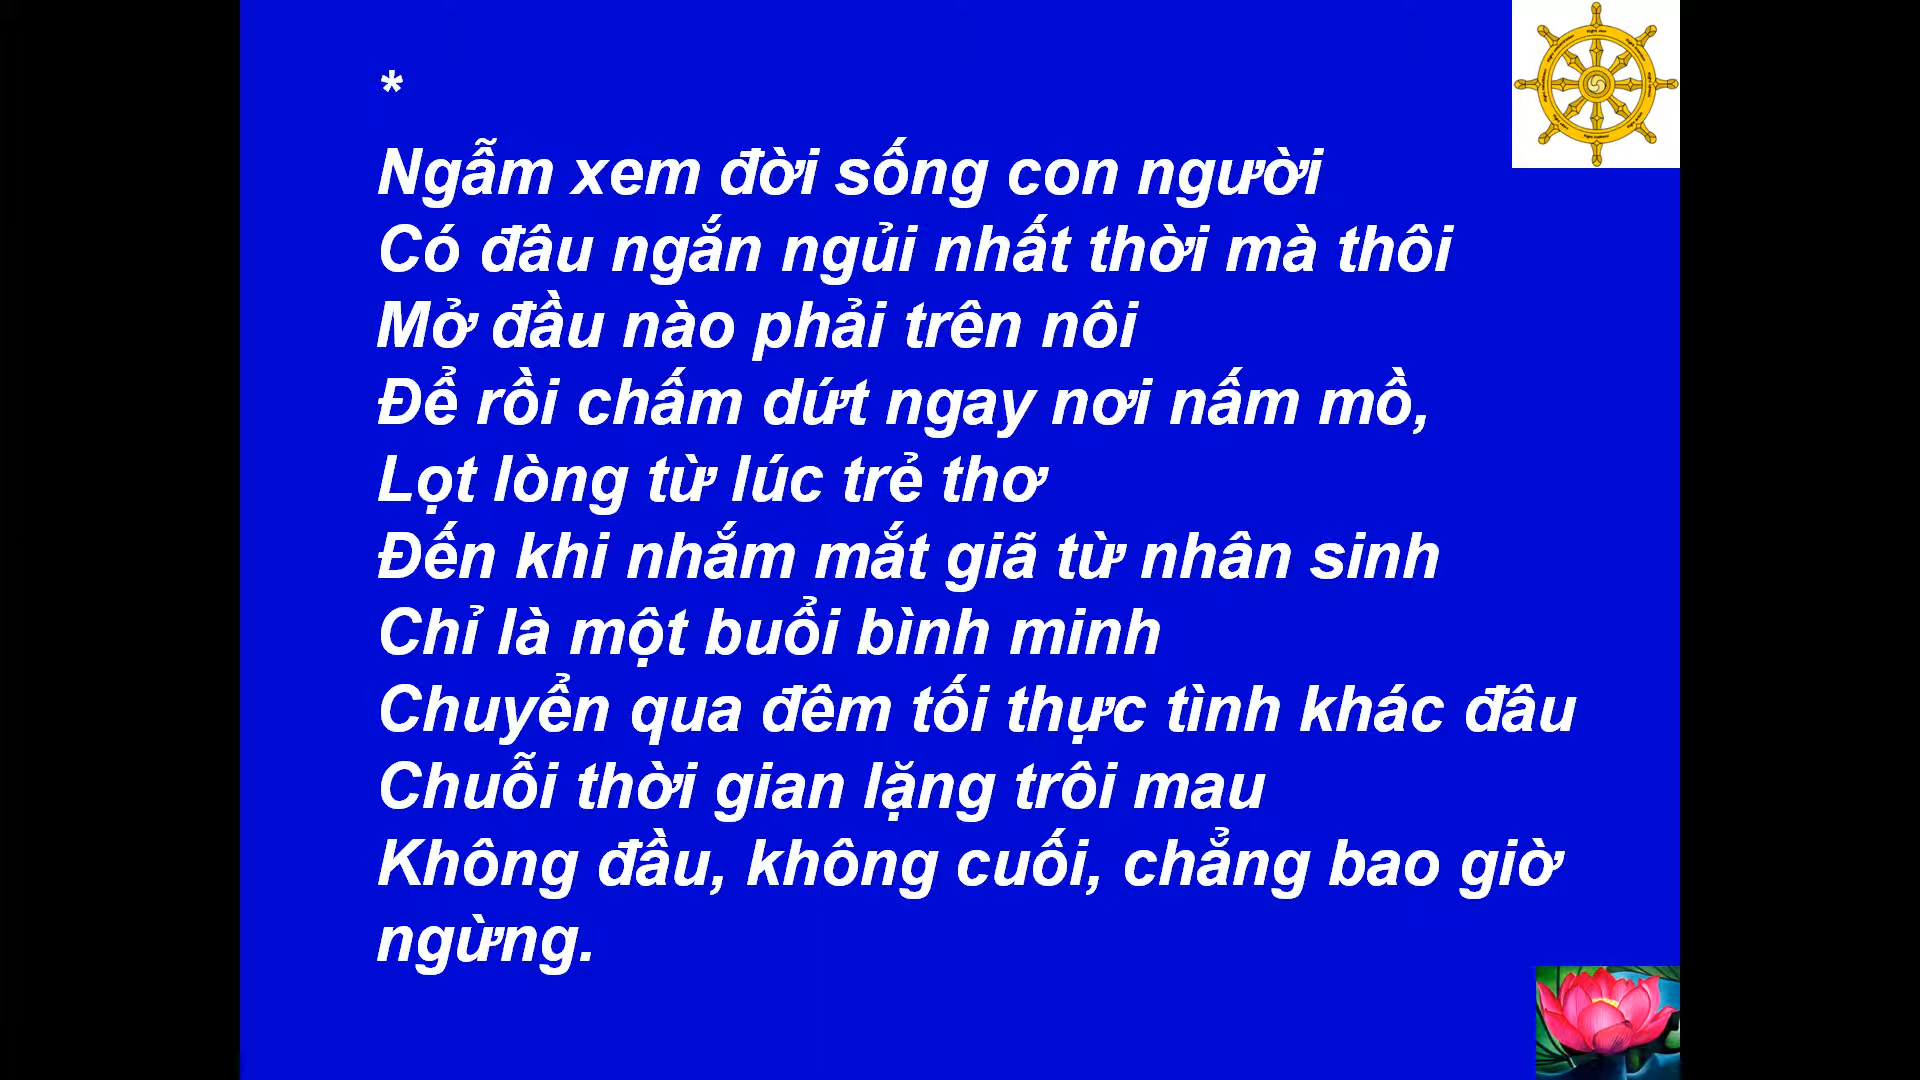 *
Ngẫm xem đời sống con người
Có đâu ngắn ngủi nhất thời mà thôi
Mở đầu nào phải trên nôi
Để rồi chấm dứt ngay nơi nấm mồ,
Lọt lòng từ lúc trẻ thơ
Đến khi nhắm mắt giã từ nhân sinh
Chỉ là một buổi bình minh
Chuyển qua đêm tối thực tình khác đâu
Chuỗi thời gian lặng trôi mau
Không đầu, không cuối, chẳng bao giờ
ngừng.